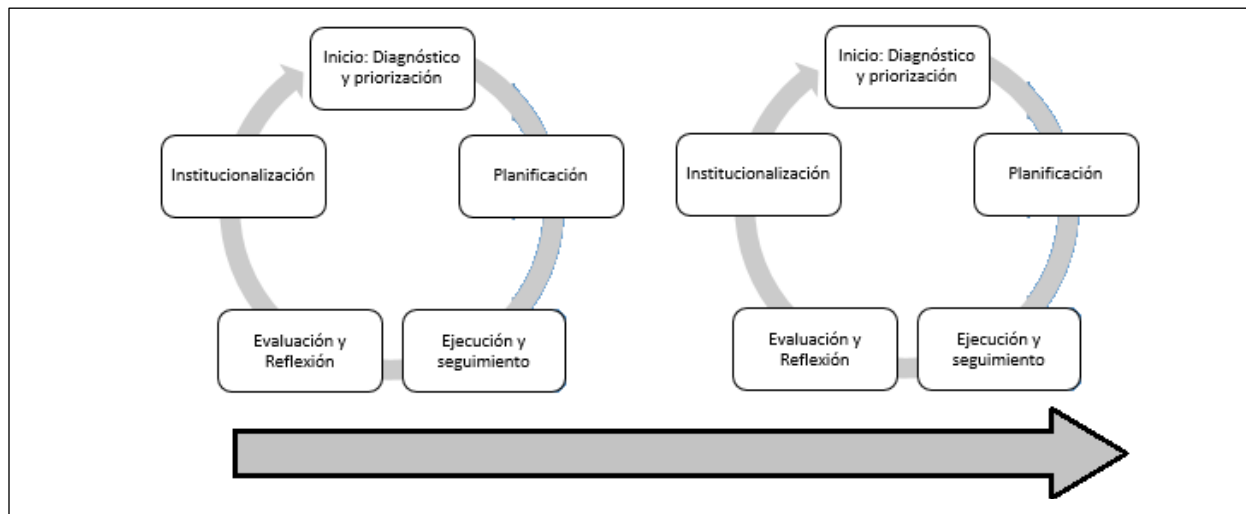 Inicio: Diagnóstico
y priorización
Planificación
Ejecución y
seguimiento
Evaluación y
Reflexión
Institucionalización
Inicio: Diagnóstico
y priorización
Planificación
Ejecución y
seguimiento
Evaluación y
Reflexión
Institucionalización